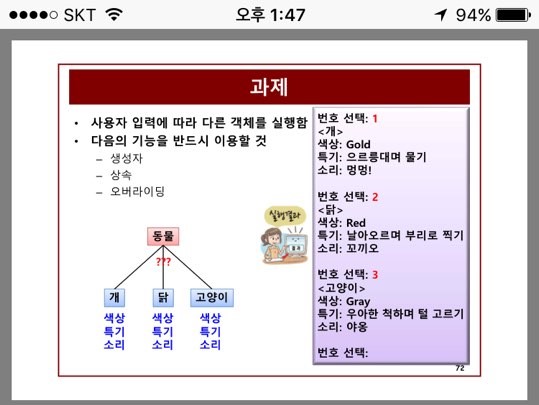 SKT 오후 1:47 94%
과제
• 사용자 입력에 따라 다른 객체를 실행함
• 다음의 기능을 반드시 이용할 것
– 생성자
– 상속
– 오버라이딩
동물
???
개 닭 고양이
색상 색상 색상
특기 특기 특기
소리 소리 소리
실행결과
번호 선택: 1
<개>
색상: Gold
특기: 으르릉대며 물기
소리: 멍멍!
번호 선택: 2
<닭>
색상: Red
특기: 날아오르며 부리로 찍기
소리: 꼬끼오
번호 선택: 3
<고양이>
색상: Gray
특기: 우아한 척하며 털 고르기
소리: 야옹
번호 선택:
72